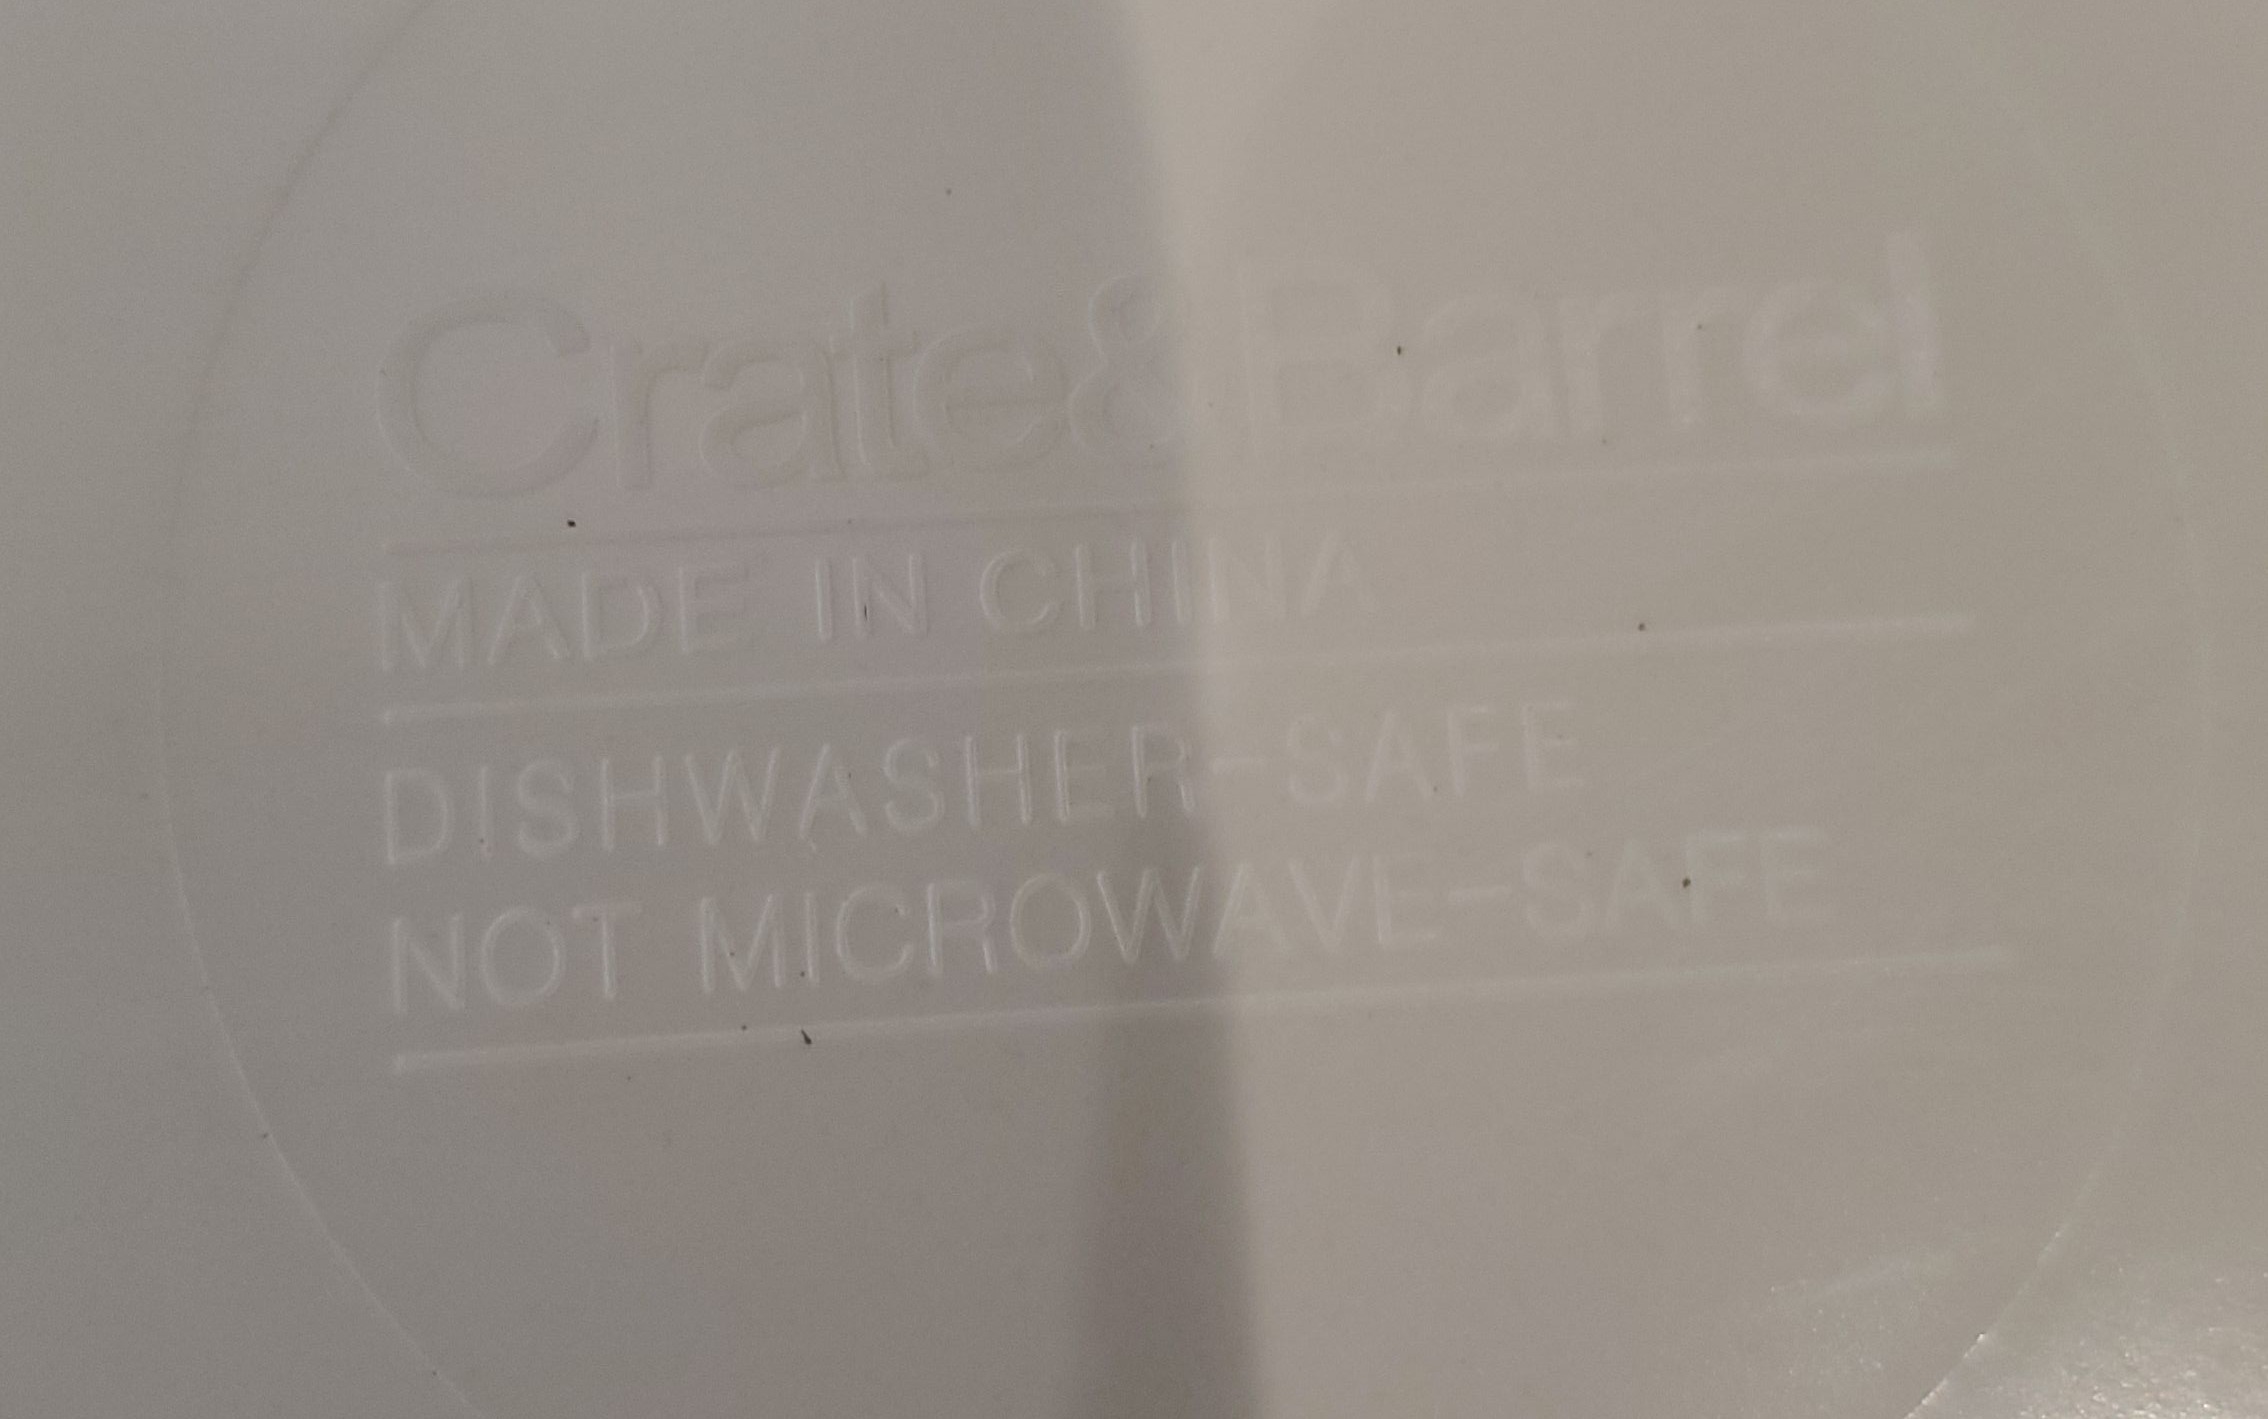 Crate&Barrel
MADE IN CHINA
DISHWASHER-SAFE
NOT MICROWAVE-SAFE